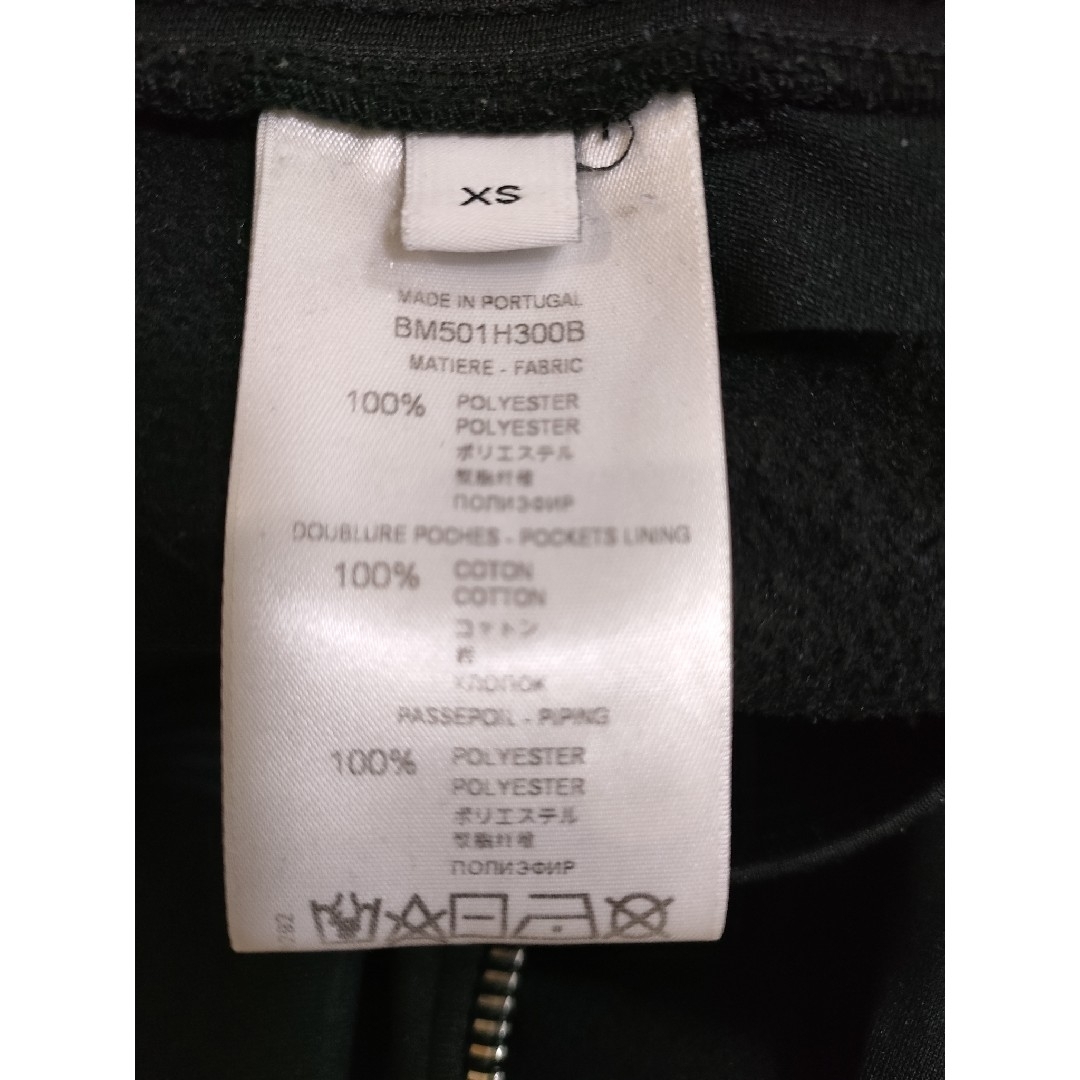 XS
MADE IN PORTUGAL
BM501H300B
MATIERE - FABRIC
100% POLYESTER
POLYESTER
ポリエステル
聚酯纤维
ПОЛИЭФИР
DOUBLURE POCHES - POCKETS LINING
100% COTON
COTTON
コットン
ХЛОПОК
PASSEPOIL - PIPING
100% POLYESTER
POLYESTER
ポリエステル
聚酯纤维
ПОЛИЭФИР